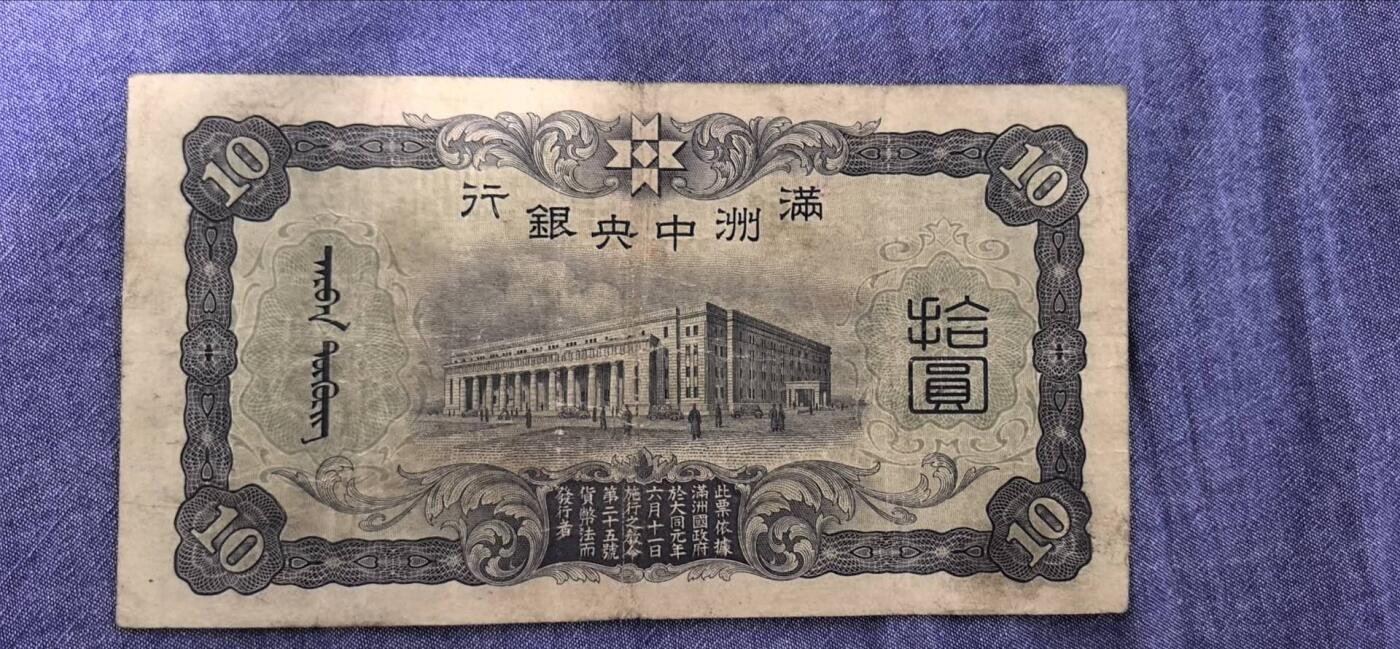 10
10
滿洲中央銀行
拾圓
此票依據
滿洲國政府
於大同元年
六月十一日
施行之教令
第二十五號
貨幣法而
發行者
10
10